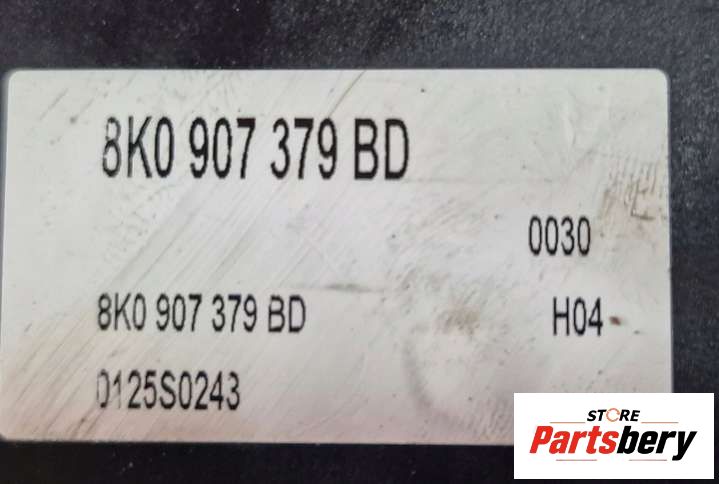 8K0 907 379 BD
0030
8K0 907 379 BD H04
0125S0243
STORE
Partsbery